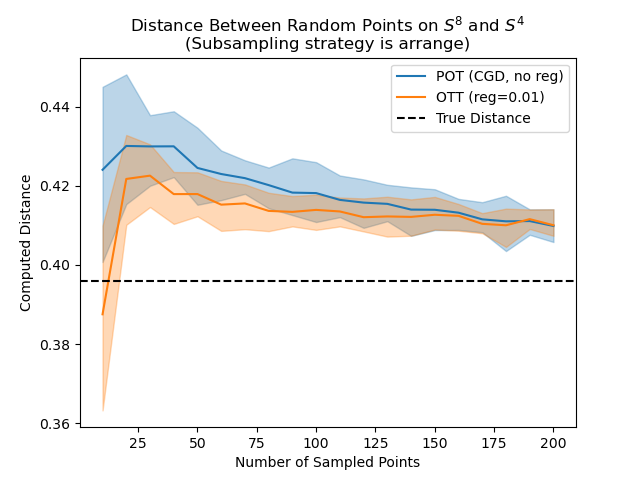 Distance Between Random Points on $S^8$ and $S^4$
(Subsampling strategy is arrange)
POT (CGD, no reg)
OTT (reg=0.01)
True Distance
Computed Distance
0.44
0.42
0.40
0.38
0.36
25 50 75 100 125 150 175 200
Number of Sampled Points